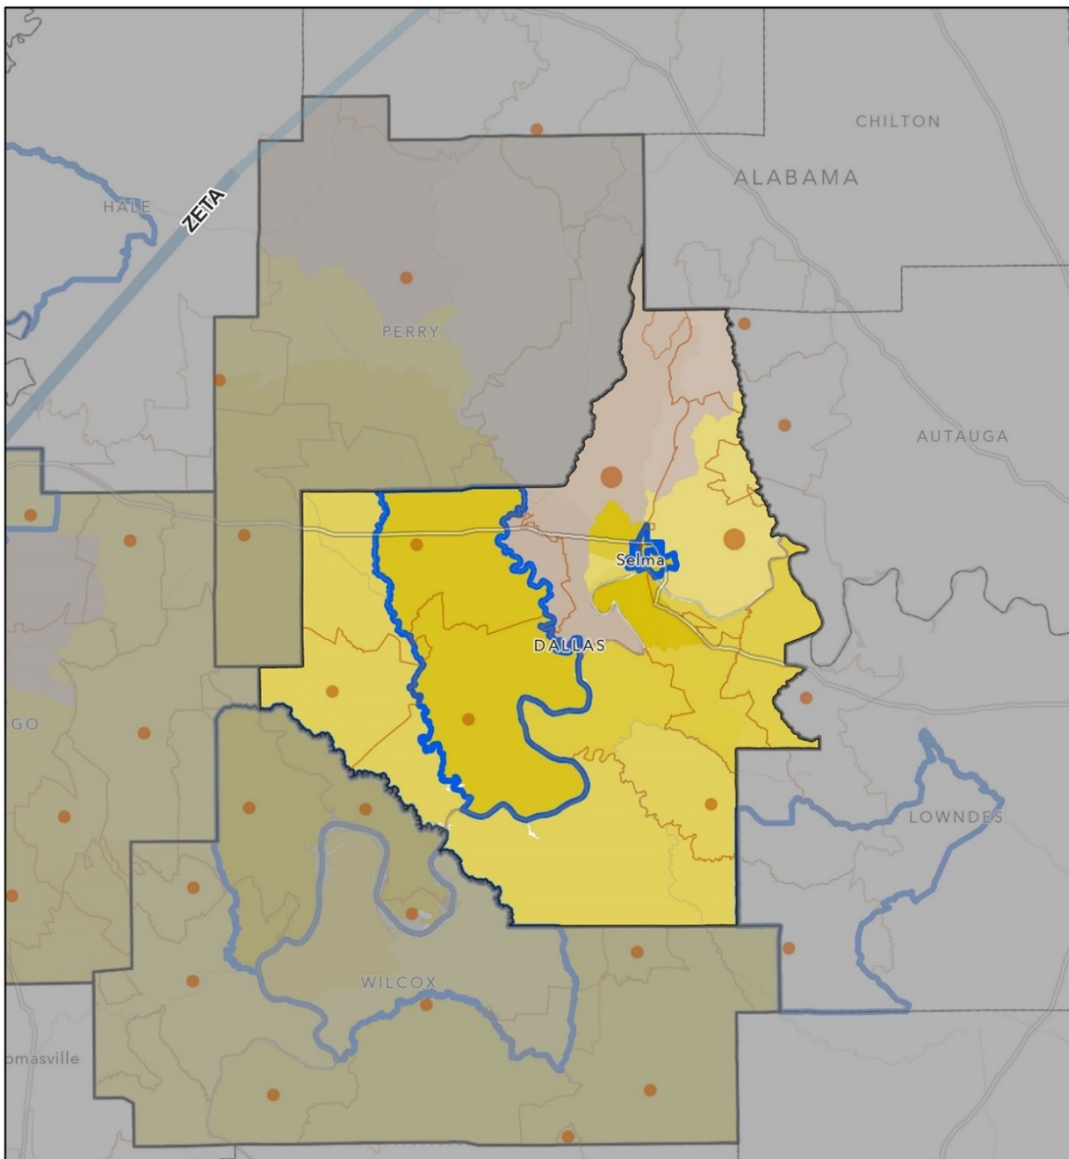 CHILTON
ALABAMA
HALE
ZETA
PERRY
AUTAUGA
Selma
DALLAS
GO
LOWNDES
WILCOX
omasville